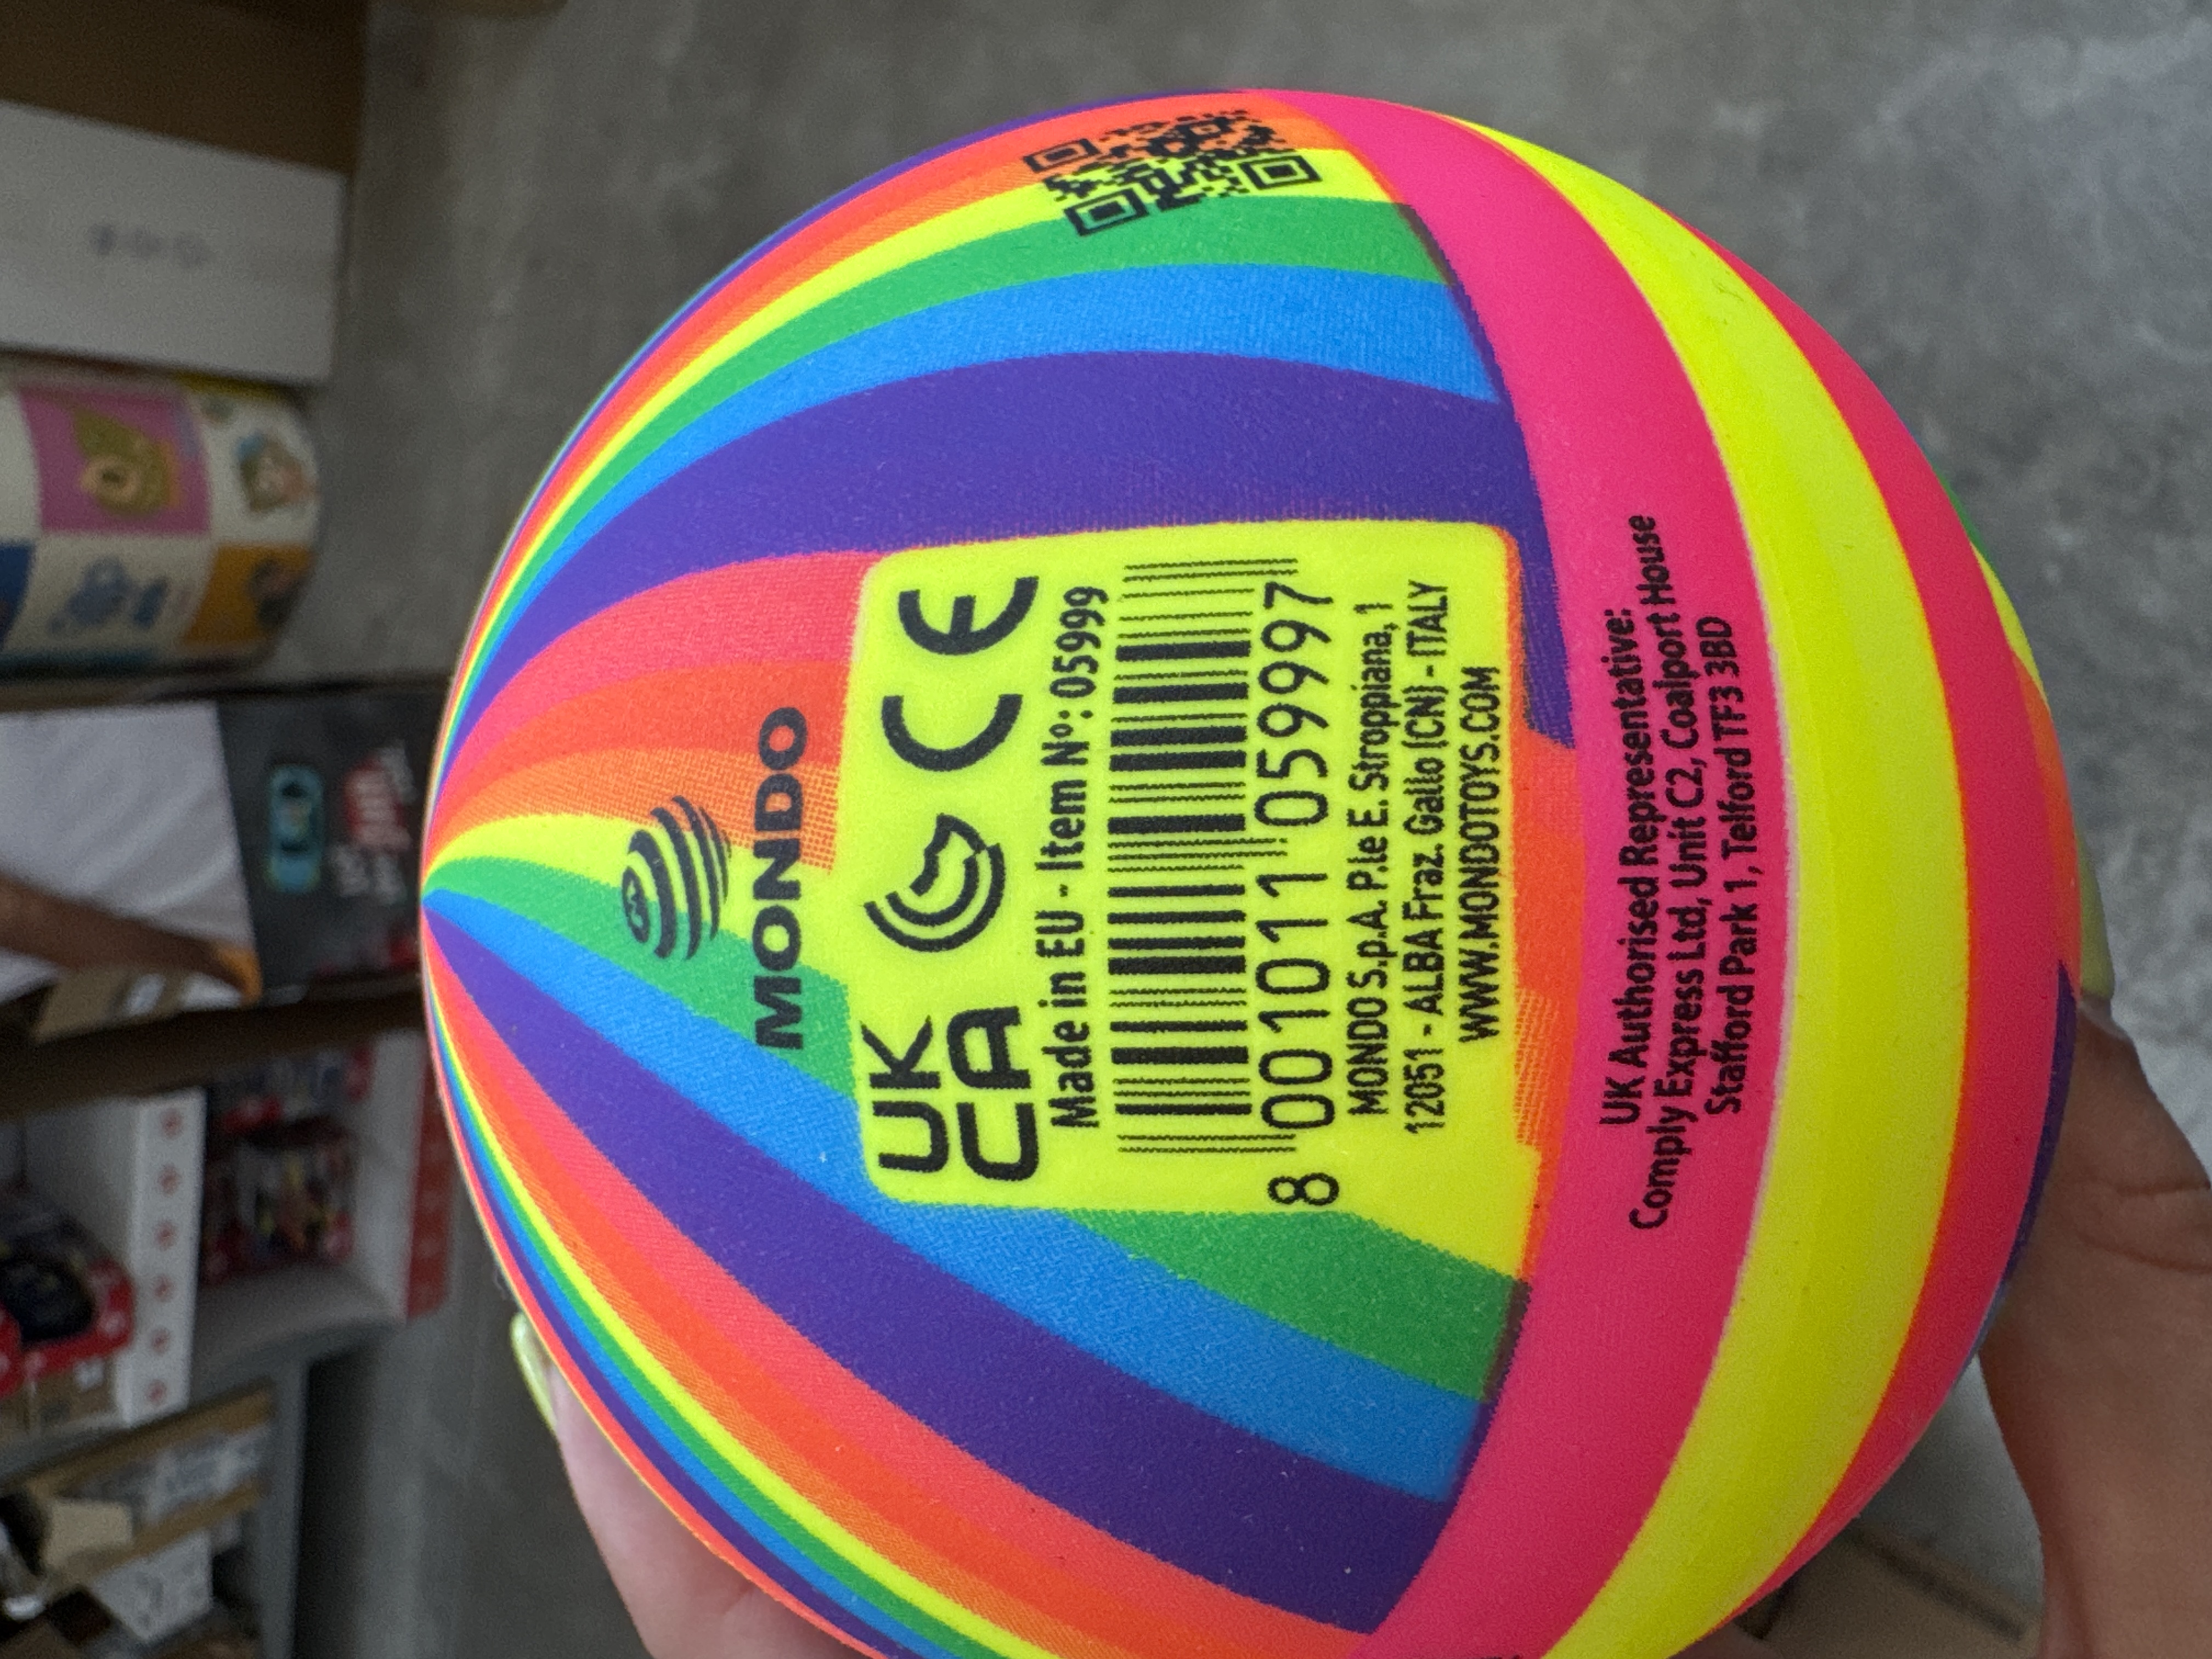 MONDO
UK
CA
CE
Made in EU - Item Nº: 05999
8 001011 059997
MONDO S.p.A. P.le E. Stroppiana, 1
12051 - ALBA Fraz. Gallo (CN) - ITALY
WWW.MONDOTOYS.COM
UK Authorised Representative:
Comply Express Ltd, Unit C2, Coalport House
Stafford Park 1, Telford TF3 3BD